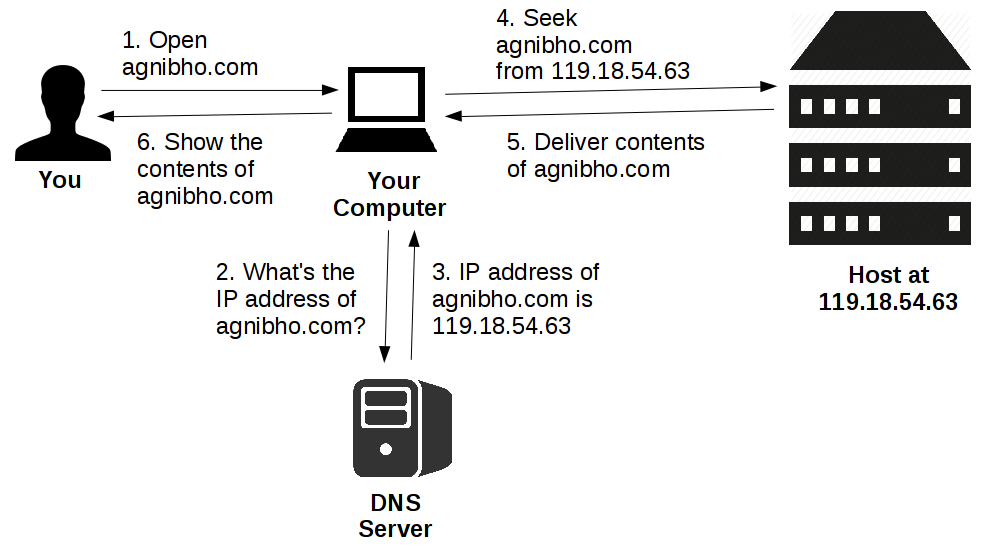 1. Open
agnibho.com
4. Seek
agnibho.com
from 119.18.54.63
6. Show the
contents of
agnibho.com
5. Deliver contents
of agnibho.com
You
Your
Computer
2. What's the
IP address of
agnibho.com?
3. IP address of
agnibho.com is
119.18.54.63
Host at
119.18.54.63
DNS
Server